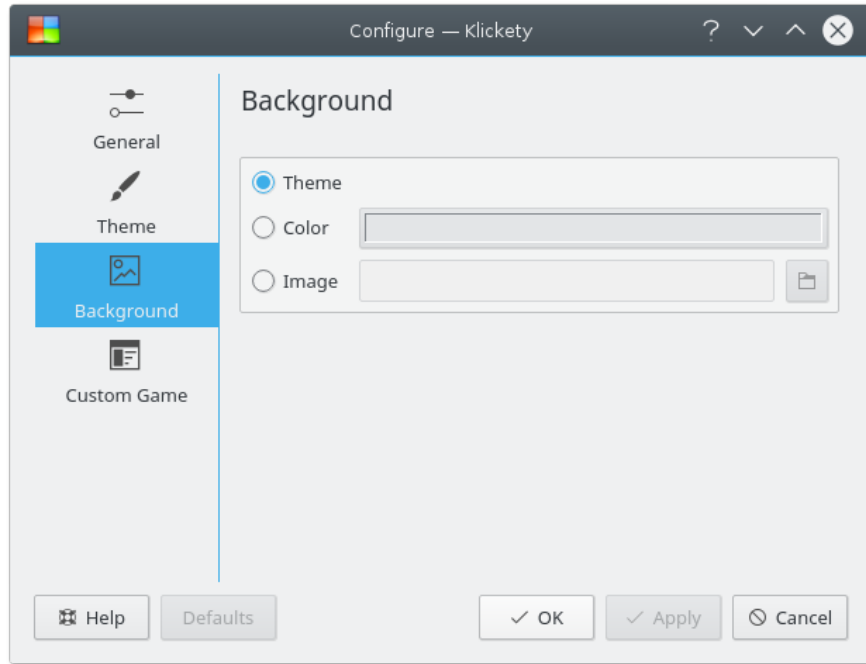 Configure — Klickety
General
Theme
Background
Custom Game
Background
Theme
Color
Image
Help
Defaults
OK
Apply
Cancel